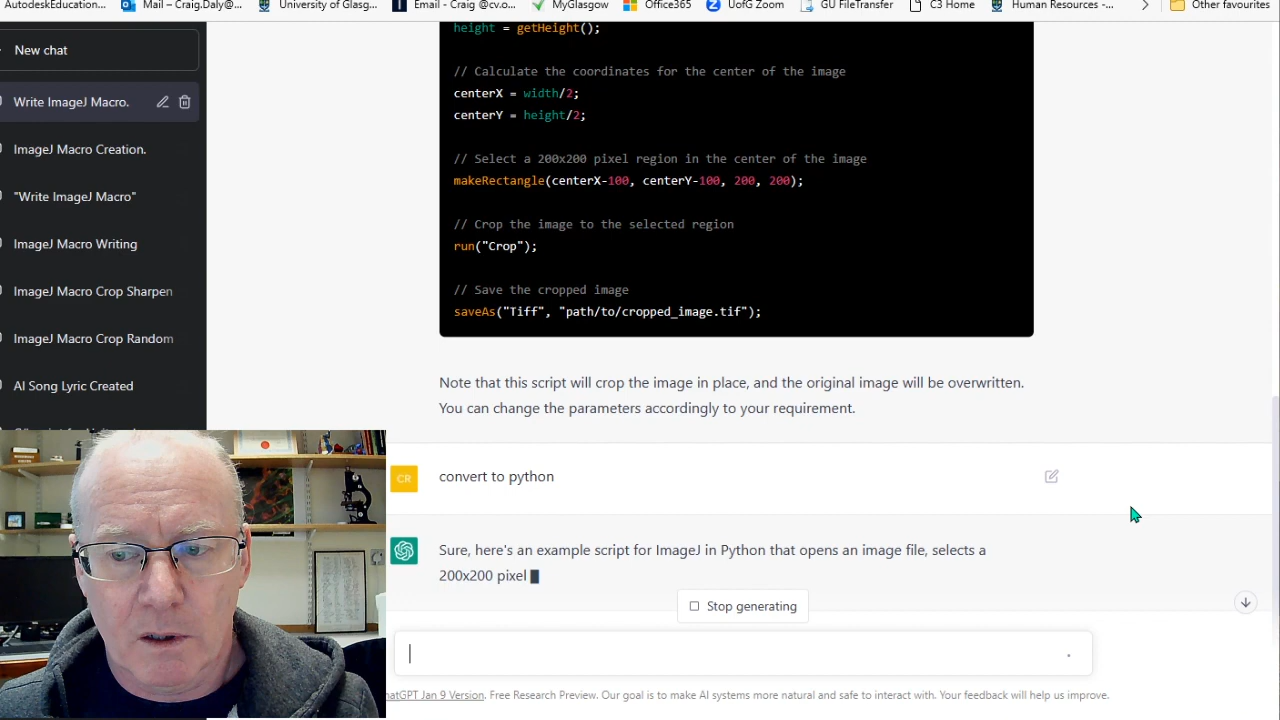 AutodeskEducation...
Mail – Craig.Daly@...
University of Glasg...
Email - Craig @cv.o...
MyGlasgow
Office365
UofG Zoom
GU FileTransfer
C3 Home
Human Resources -...
Other favourites
New chat
Write ImageJ Macro.
ImageJ Macro Creation.
"Write ImageJ Macro"
ImageJ Macro Writing
ImageJ Macro Crop Sharpen
ImageJ Macro Crop Random
AI Song Lyric Created
height = getHeight();
// Calculate the coordinates for the center of the image
centerX = width/2;
centerY = height/2;
// Select a 200x200 pixel region in the center of the image
makeRectangle(centerX-100, centerY-100, 200, 200);
// Crop the image to the selected region
run("Crop");
// Save the cropped image
saveAs("Tiff", "path/to/cropped_image.tif");
Note that this script will crop the image in place, and the original image will be overwritten.
You can change the parameters accordingly to your requirement.
CR
convert to python
Sure, here's an example script for ImageJ in Python that opens an image file, selects a
200x200 pixel
Stop generating
hatGPT Jan 9 Version. Free Research Preview. Our goal is to make AI systems more natural and safe to interact with. Your feedback will help us improve.